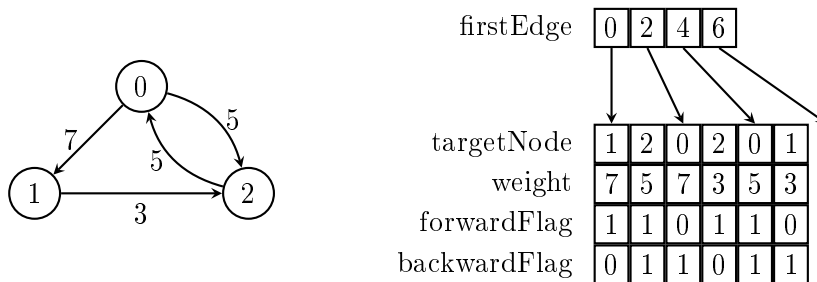 0
7
5
5
1
2
3
firstEdge 0 2 4 6
targetNode 1 2 0 2 0 1
weight 7 5 7 3 5 3
forwardFlag 1 1 0 1 1 0
backwardFlag 0 1 1 0 1 1